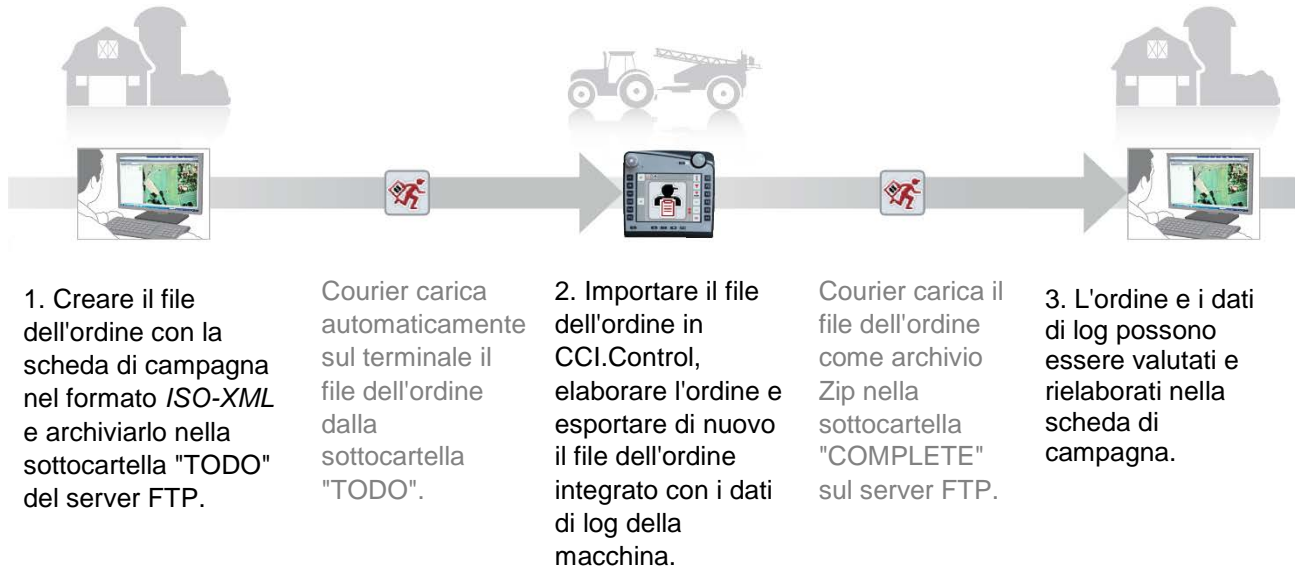 1. Creare il file
dell'ordine con la
scheda di campagna
nel formato ISO-XML
e archiviarlo nella
sottocartella "TODO"
del server FTP.
Courier carica
automaticamente
sul terminale il
file dell'ordine
dalla
sottocartella
"TODO".
2. Importare il file
dell'ordine in
CCI.Control,
elaborare l'ordine e
esportare di nuovo
il file dell'ordine
integrato con i dati
di log della
macchina.
Courier carica il
file dell'ordine
come archivio
Zip nella
sottocartella
"COMPLETE"
sul server FTP.
3. L'ordine e i dati
di log possono
essere valutati e
rielaborati nella
scheda di
campagna.